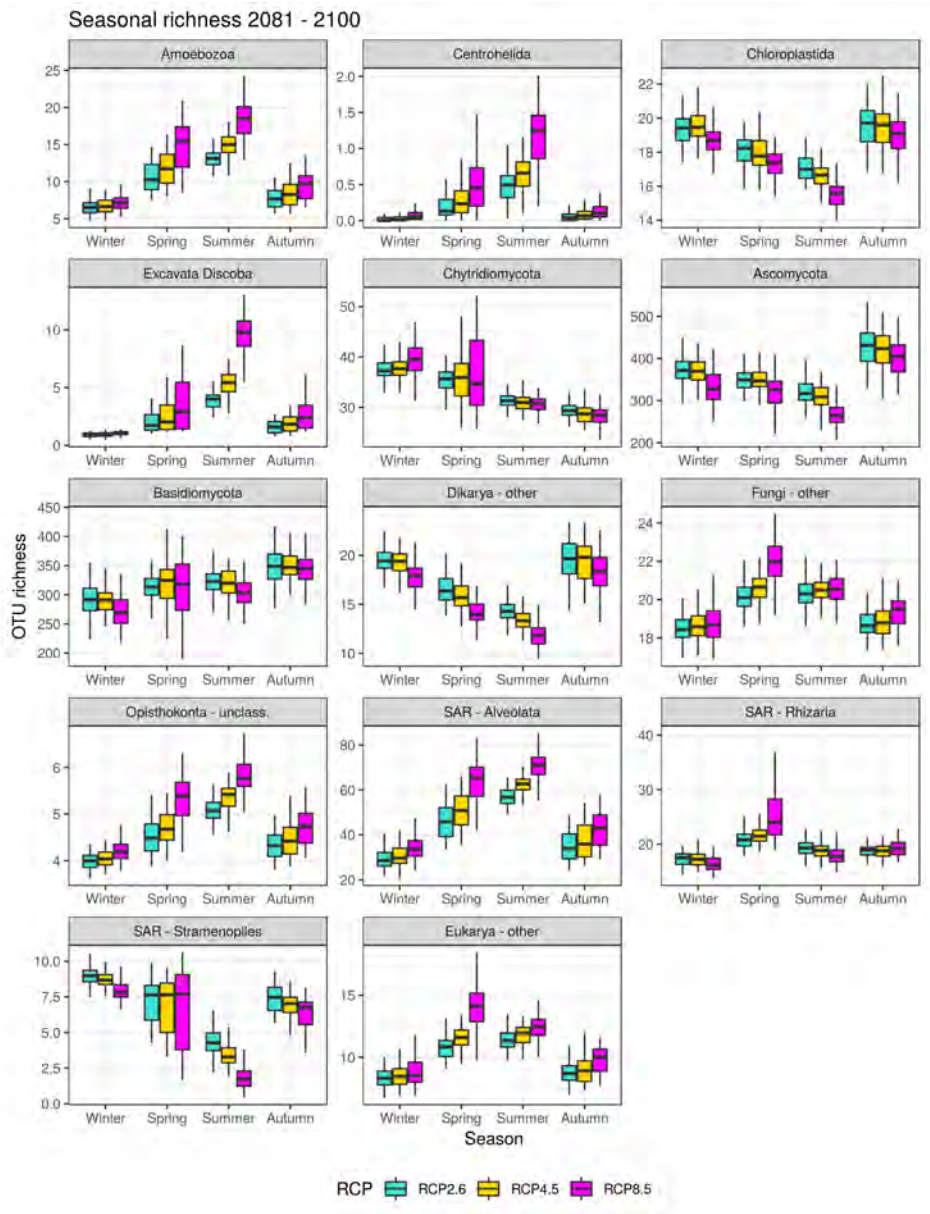 Seasonal richness 2081 - 2100
Amoebozoa Centrohelida Chloroplastida
25 20 15 10 5
2.0 1.5 1.0 0.5 0.0
22 20 18 16 14
Winter Spring Summer Autumn Winter Spring Summer Autumn Winter Spring Summer Autumn
Excavata Discoba Chytridiomycota Ascomycota
10 5 0
50 40 30
500 400 300 200
Winter Spring Summer Autumn Winter Spring Summer Autumn Winter Spring Summer Autumn
Basidiomycota Dikarya - other Fungi - other
450 400 350 300 250 200
20 15 10
24 22 20 18
OTU richness
Winter Spring Summer Autumn Winter Spring Summer Autumn Winter Spring Summer Autumn
Opisthokonta - unclass. SAR - Alveolata SAR - Rhizaria
6 5 4
80 60 40 20
40 30 20
Winter Spring Summer Autumn Winter Spring Summer Autumn Winter Spring Summer Autumn
SAR - Stramenopiles Eukarya - other
10.0 7.5 5.0 2.5 0.0
15 10
Winter Spring Summer Autumn Winter Spring Summer Autumn
Season
RCP RCP2.6 RCP4.5 RCP8.5